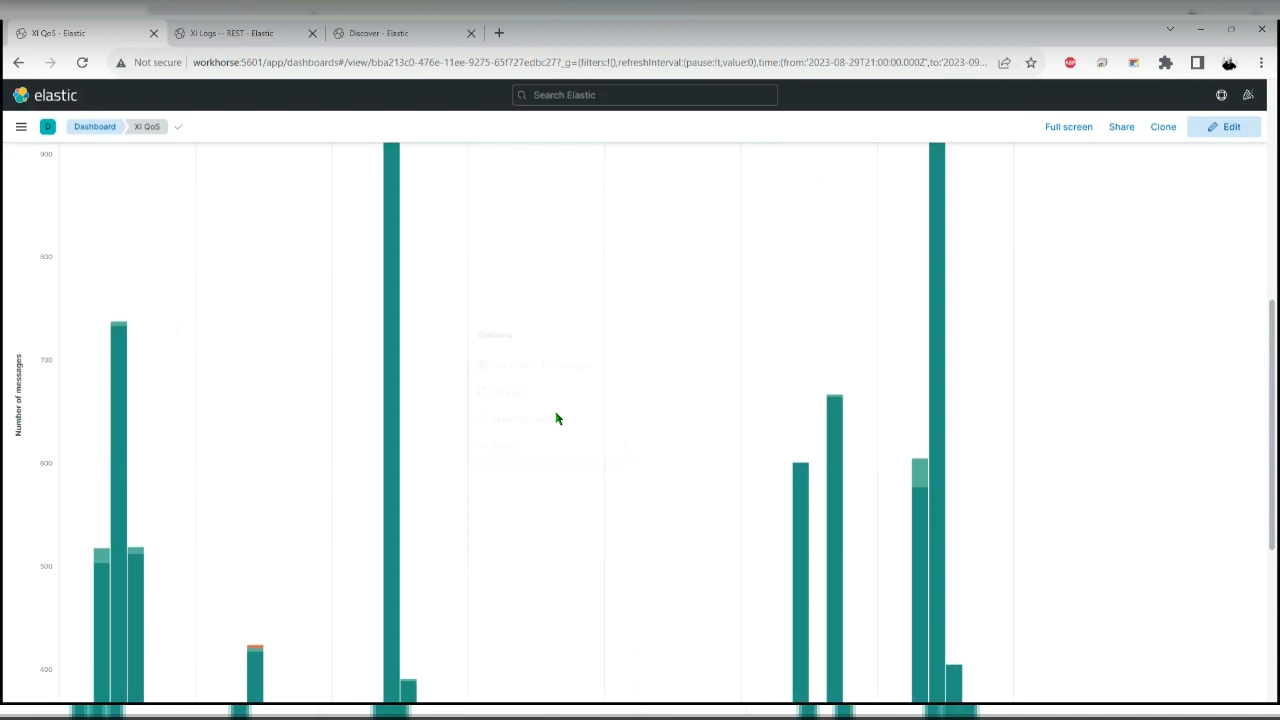 XI QoS - Elastic
XI Logs -- REST - Elastic
Discover - Elastic
Not secure
workhorse:5601/app/dashboards#/view/bba213c0-476e-11ee-9275-65f727edbc27?_g=(filters:!(),refreshInterval:(pause:!t,value:0),time:(from:'2023-08-29T21:00:00.000Z',to:'2023-09...
ABP
elastic
Search Elastic
D
Dashboard
XI QoS
Full screen
Share
Clone
Edit
900
800
700
600
500
400
Number of messages
Options